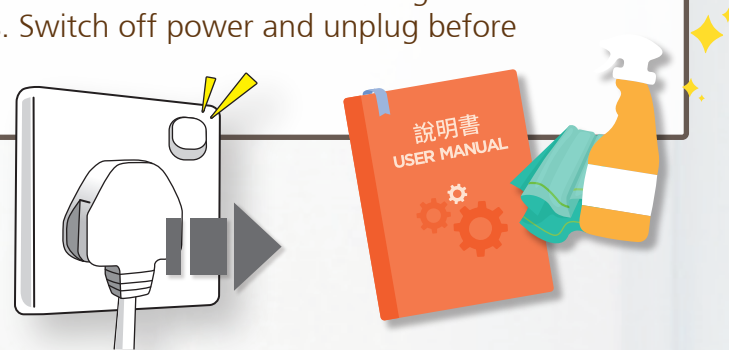 . Switch off power and unplug before
說明書
USER MANUAL